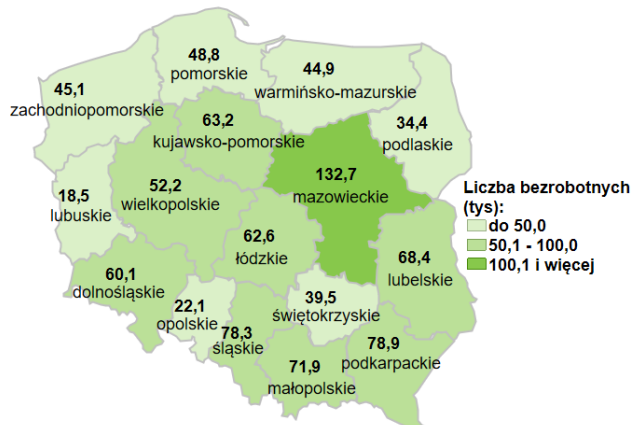 48,8
pomorskie
44,9
warmińsko-mazurskie
45,1
zachodniopomorskie
63,2
kujawsko-pomorskie
34,4
podlaskie
132,7
mazowieckie
18,5
lubuskie
52,2
wielkopolskie
Liczba bezrobotnych
(tys):
do 50,0
50,1 - 100,0
100,1 i więcej
62,6
łódzkie
68,4
lubelskie
60,1
dolnośląskie
22,1
opolskie
39,5
świętokrzyskie
78,3
śląskie
71,9
małopolskie
78,9
podkarpackie